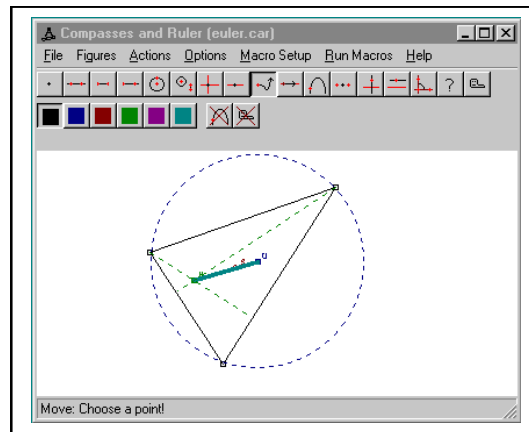 Compasses and Ruler (euler.car)
File Figures Actions Options Macro Setup Run Macros Help
?
Move: Choose a point!